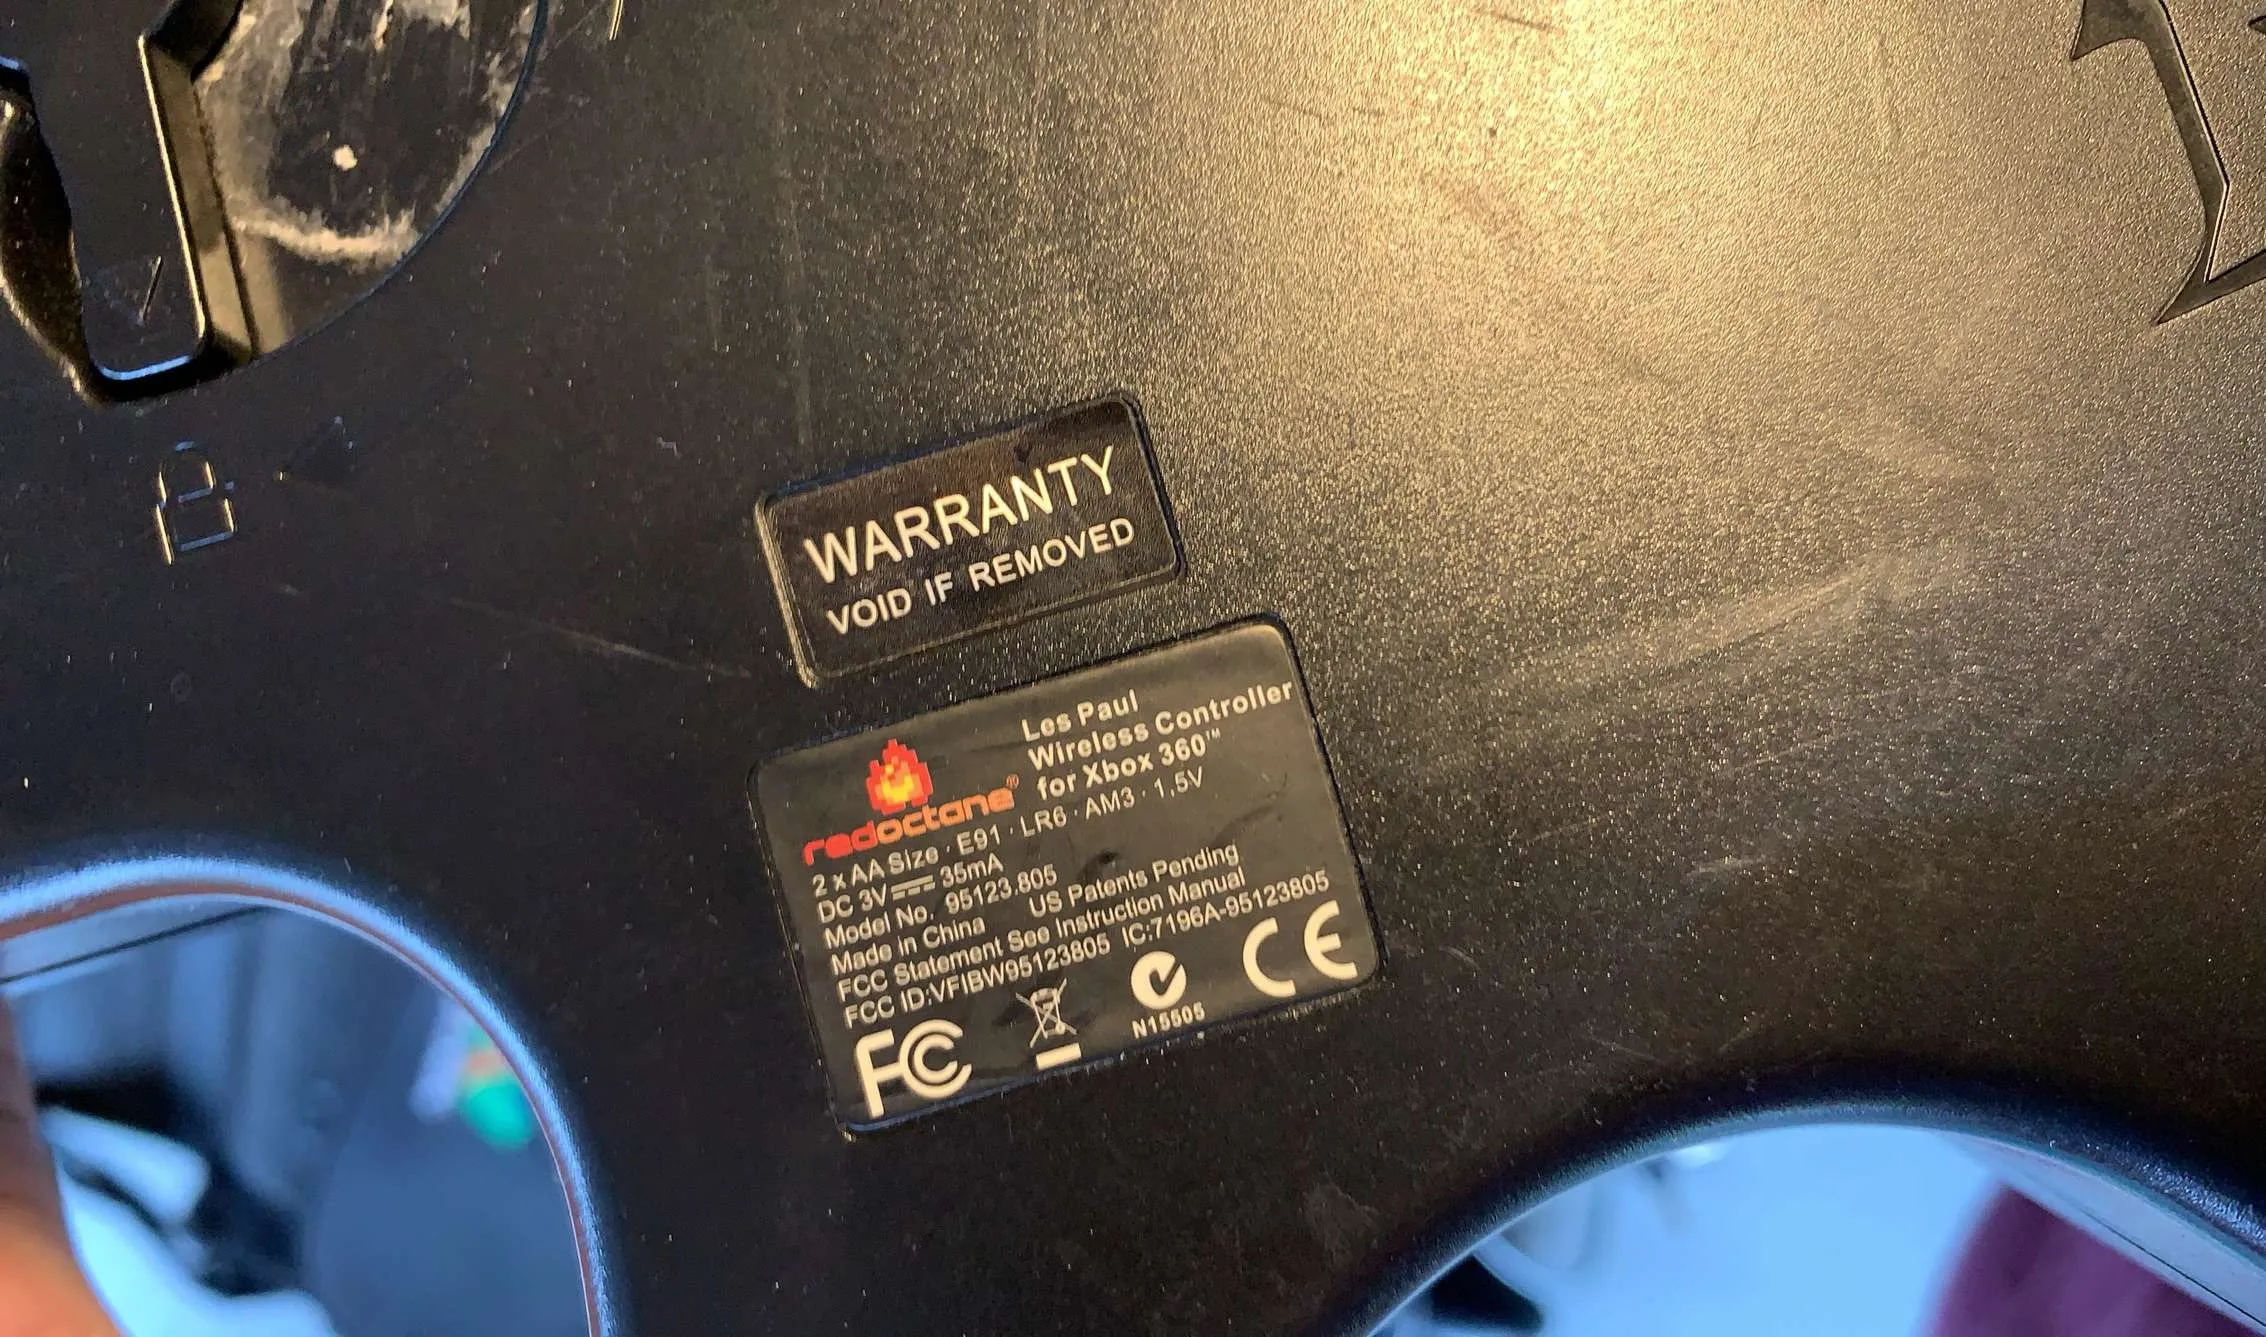 WARRANTY
VOID IF REMOVED
redoctane®
Les Paul
Wireless Controller
for Xbox 360™
2 x AA Size · E91 · LR6 · AM3 · 1,5V
DC 3V 35mA
Model No. 95123.805
Made in China US Patents Pending
FCC Statement See Instruction Manual
FCC ID:VFIBW95123805 IC:7196A-95123805
FC CE
N15505